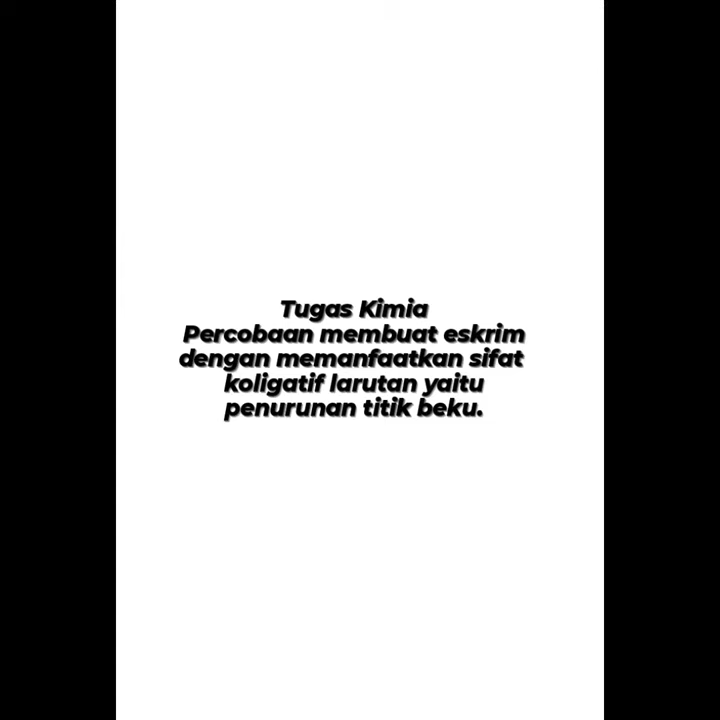 Tugas Kimia
Percobaan membuat eskrim
dengan memanfaatkan sifat
koligatif larutan yaitu
penurunan titik beku.